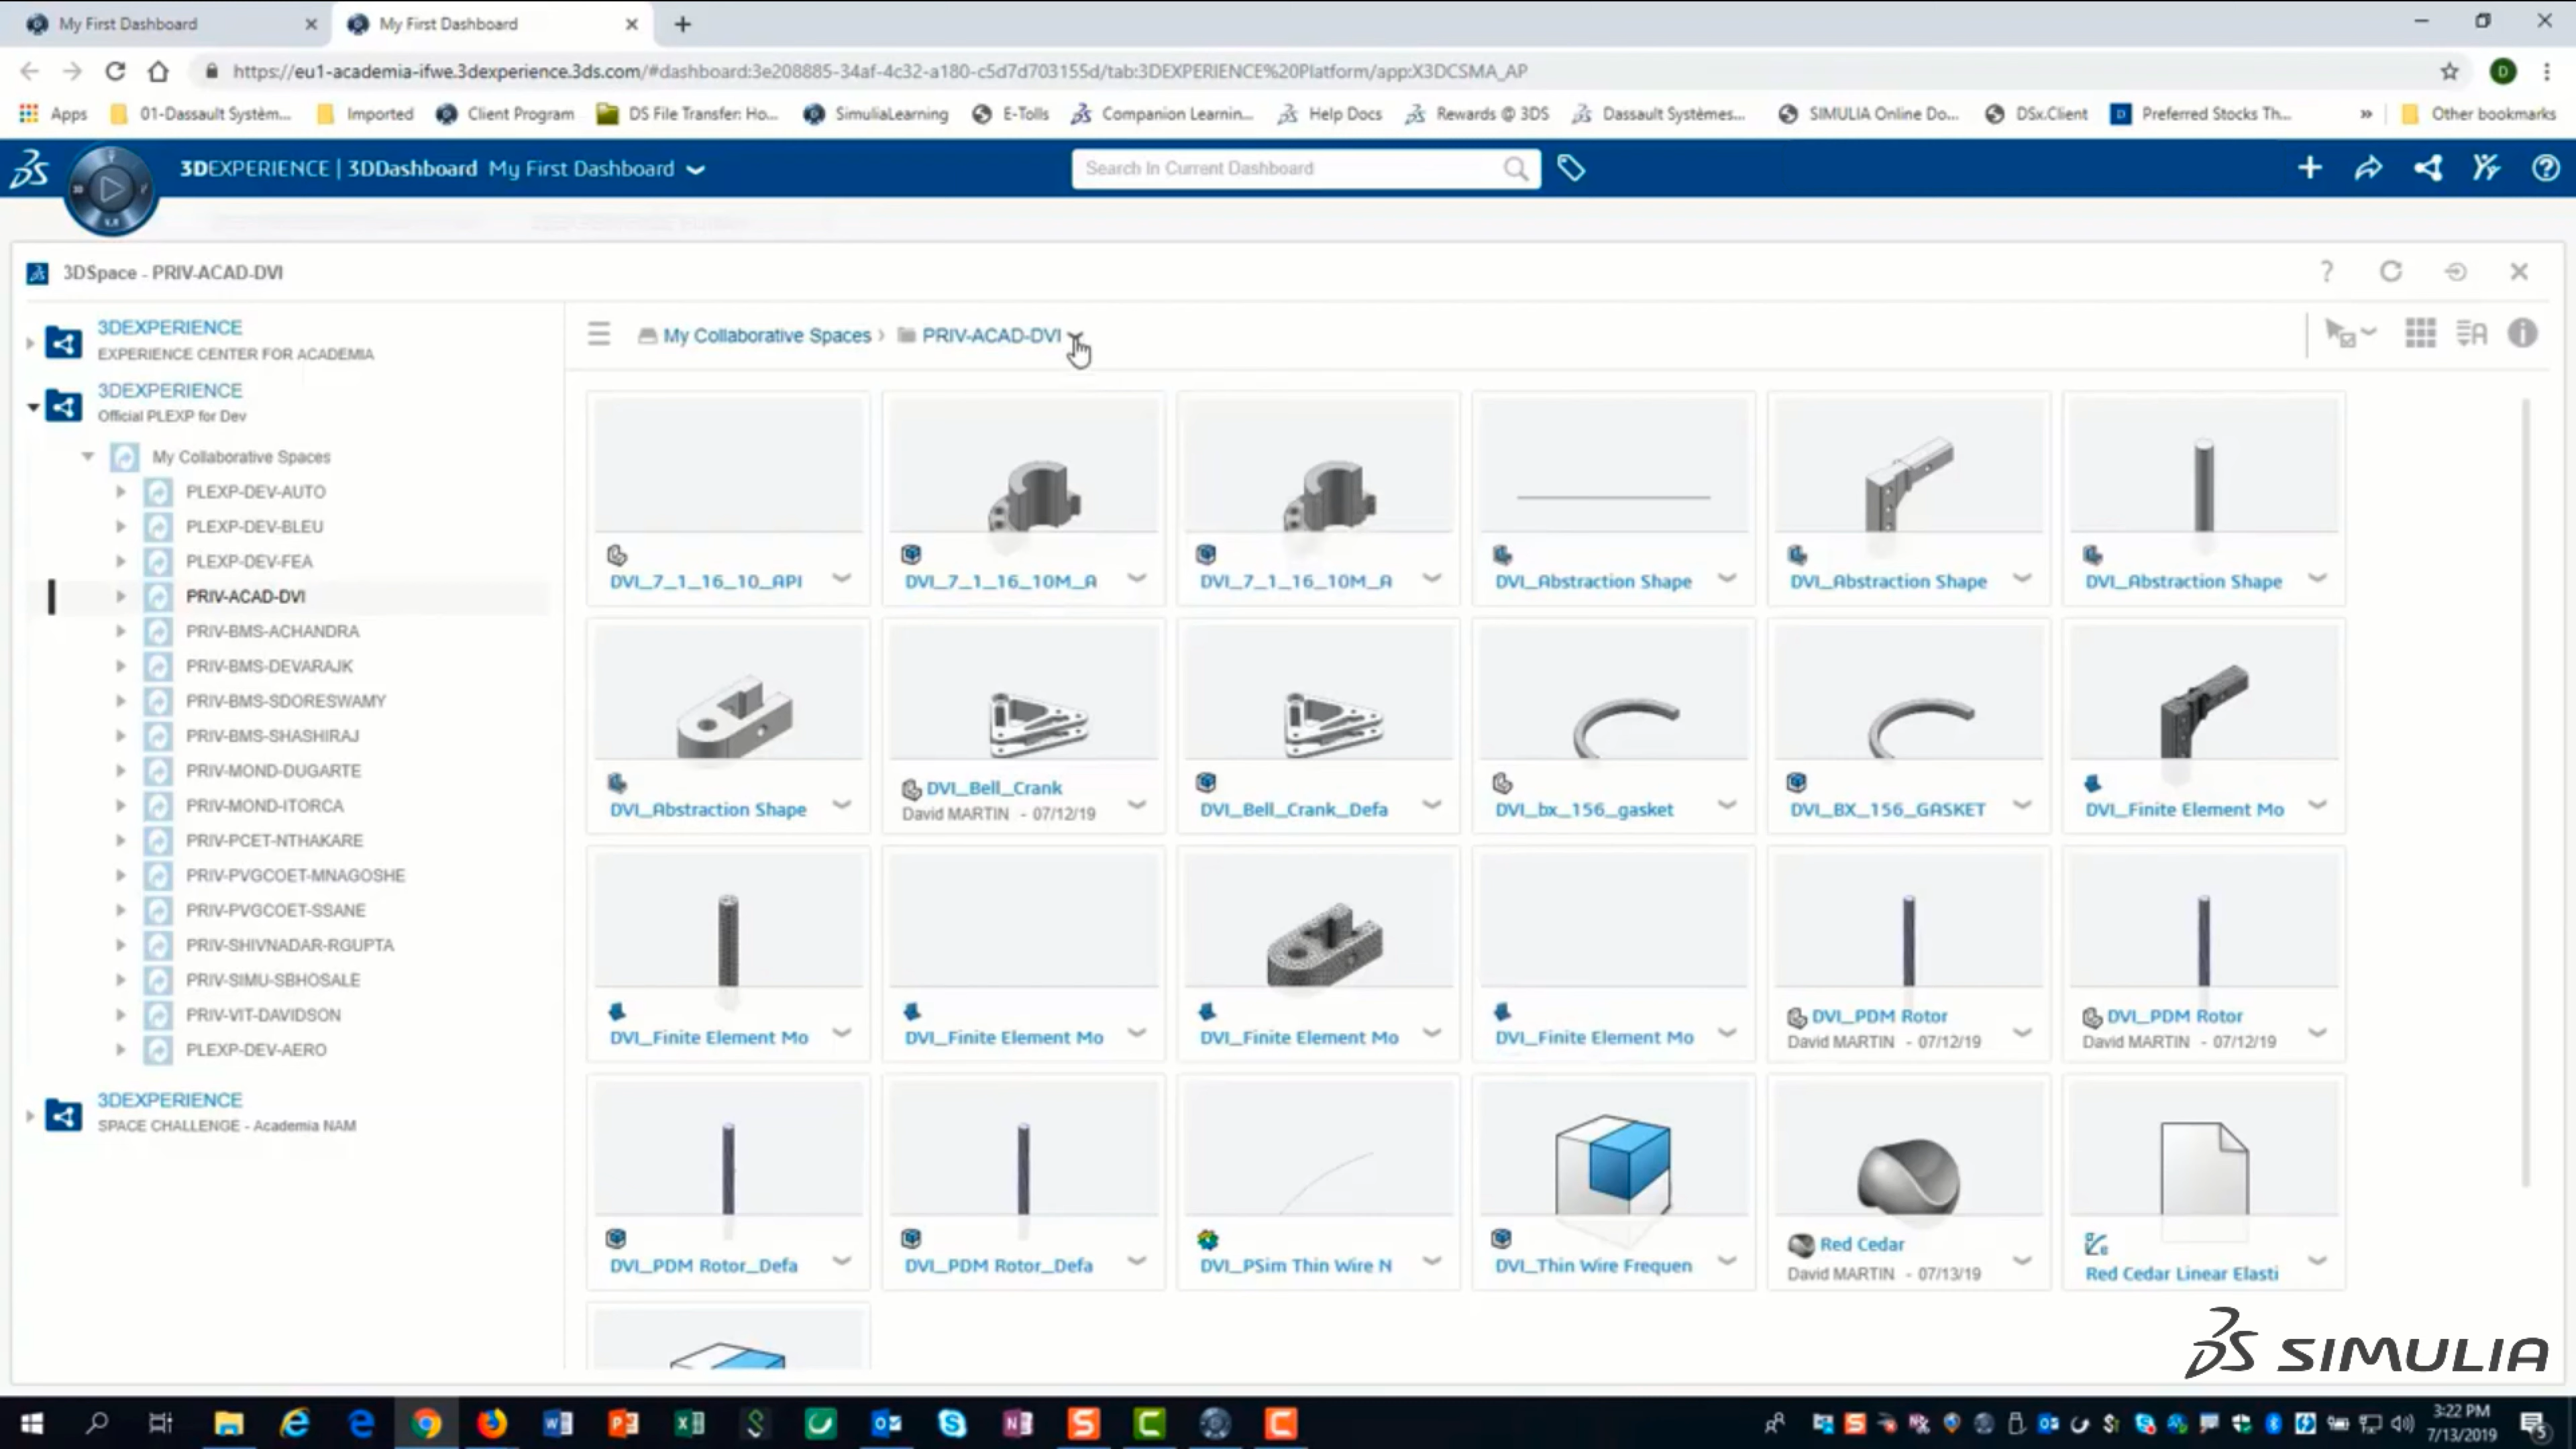 My First Dashboard
My First Dashboard
https://eu1-academia-ifwe.3dexperience.3ds.com/#dashboard:3e208885-34af-4c32-a180-c5d7d703155d/tab:3DEXPERIENCE%20Platform/app:X3DCSMA_AP
D
Apps 01-Dassault Systèm... Imported Client Program DS File Transfer: Ho... SimuliaLearning E-Tolls Companion Learnin... Help Docs Rewards @ 3DS Dassault Systèmes... SIMULIA Online Do... DSx.Client Preferred Stocks Th... » Other bookmarks
3DEXPERIENCE | 3DDashboard My First Dashboard
Search In Current Dashboard
3DSpace - PRIV-ACAD-DVI
3DEXPERIENCE
EXPERIENCE CENTER FOR ACADEMIA
3DEXPERIENCE
Official PLEXP for Dev
My Collaborative Spaces
PLEXP-DEV-AUTO
PLEXP-DEV-BLEU
PLEXP-DEV-FEA
PRIV-ACAD-DVI
PRIV-BMS-ACHANDRA
PRIV-BMS-DEVARAJK
PRIV-BMS-SDORESWAMY
PRIV-BMS-SHASHIRAJ
PRIV-MOND-DUGARTE
PRIV-MOND-ITORCA
PRIV-PCET-NTHAKARE
PRIV-PVGCOET-MNAGOSHE
PRIV-PVGCOET-SSANE
PRIV-SHIVNADAR-RGUPTA
PRIV-SIMU-SBHOSALE
PRIV-VIT-DAVIDSON
PLEXP-DEV-AERO
3DEXPERIENCE
SPACE CHALLENGE - Academia NAM
My Collaborative Spaces › PRIV-ACAD-DVI
DVI_7_1_16_10_API
DVI_7_1_16_10M_A
DVI_7_1_16_10M_A
DVI_Abstraction Shape
DVI_Abstraction Shape
DVI_Abstraction Shape
DVI_Abstraction Shape
DVI_Bell_Crank
David MARTIN - 07/12/19
DVI_Bell_Crank_Defa
DVI_bx_156_gasket
DVI_BX_156_GASKET
DVI_Finite Element Mo
DVI_Finite Element Mo
DVI_Finite Element Mo
DVI_Finite Element Mo
DVI_Finite Element Mo
DVI_PDM Rotor
David MARTIN - 07/12/19
DVI_PDM Rotor
David MARTIN - 07/12/19
DVI_PDM Rotor_Defa
DVI_PDM Rotor_Defa
DVI_PSim Thin Wire N
DVI_Thin Wire Frequen
Red Cedar
David MARTIN - 07/13/19
Red Cedar Linear Elasti
SIMULIA
3:22 PM
7/13/2019